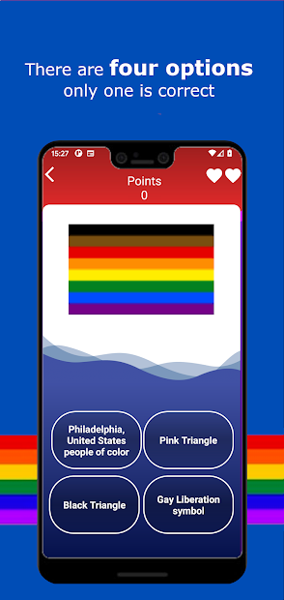 There are four options
only one is correct
15:27
Points
0
Philadelphia,
United States
people of color
Pink Triangle
Black Triangle
Gay Liberation
symbol